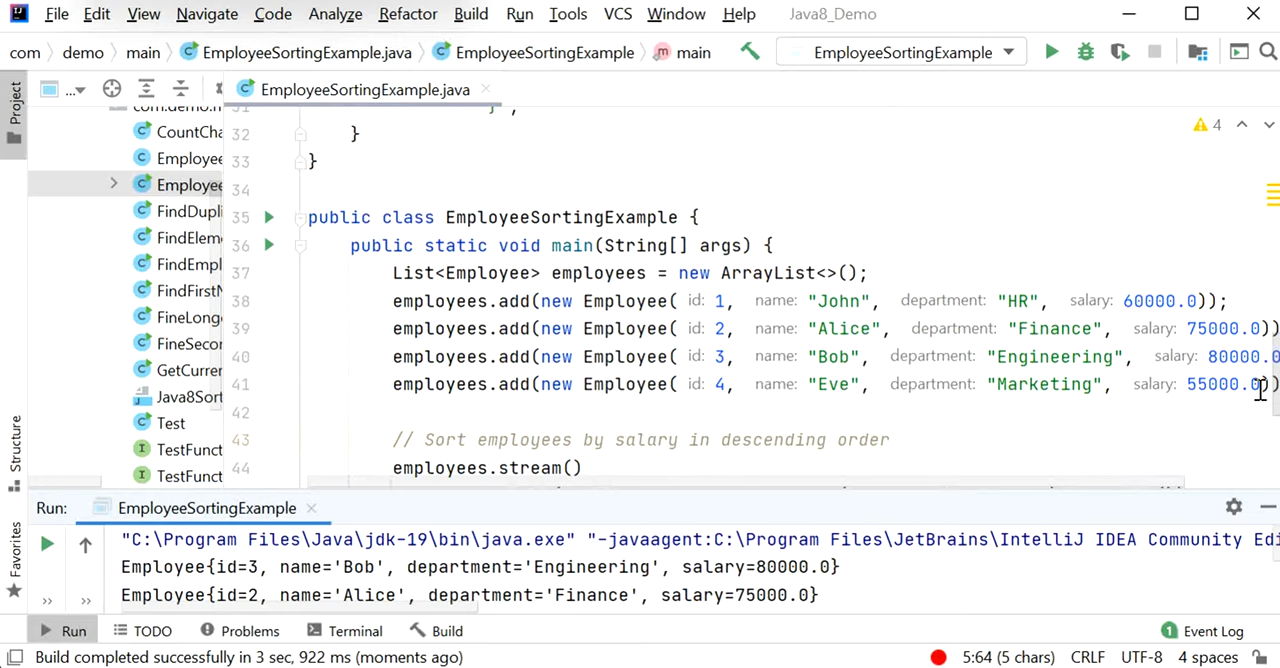 File Edit View Navigate Code Analyze Refactor Build Run Tools VCS Window Help Java8_Demo
com demo main EmployeeSortingExample.java EmployeeSortingExample main EmployeeSortingExample
Project ... EmployeeSortingExample.java
CountCha
Employee
Employee
FindDupli
FindElem
FindEmpl
FindFirstN
FineLong
FineSecor
GetCurrer
Java8Sort
Test
TestFunct
TestFunct
4
32 }
33 }
34
35 public class EmployeeSortingExample {
36 public static void main(String[] args) {
37 List<Employee> employees = new ArrayList<>();
38 employees.add(new Employee( id: 1, name: "John", department: "HR", salary: 60000.0));
39 employees.add(new Employee( id: 2, name: "Alice", department: "Finance", salary: 75000.0))
40 employees.add(new Employee( id: 3, name: "Bob", department: "Engineering", salary: 80000.0
41 employees.add(new Employee( id: 4, name: "Eve", department: "Marketing", salary: 55000.0))
42
43 // Sort employees by salary in descending order
44 employees.stream()
Structure
Favorites
Run: EmployeeSortingExample
"C:\Program Files\Java\jdk-19\bin\java.exe" "-javaagent:C:\Program Files\JetBrains\IntelliJ IDEA Community Edi
Employee{id=3, name='Bob', department='Engineering', salary=80000.0}
Employee{id=2, name='Alice', department='Finance', salary=75000.0}
Run TODO Problems Terminal Build 1 Event Log
Build completed successfully in 3 sec, 922 ms (moments ago) 5:64 (5 chars) CRLF UTF-8 4 spaces